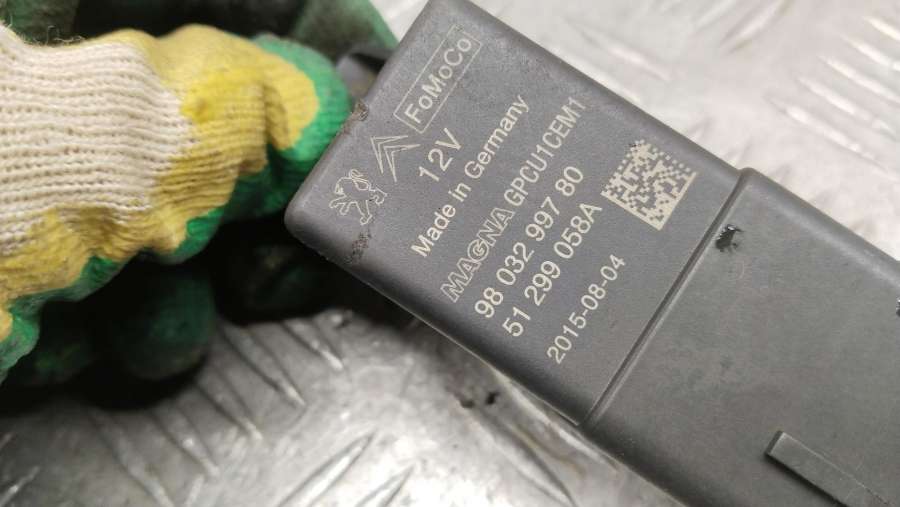 FoMoCo
12V
Made in Germany
MAGNA GPCU1CEM1
98 032 997 80
51 299 058A
2015-08-04